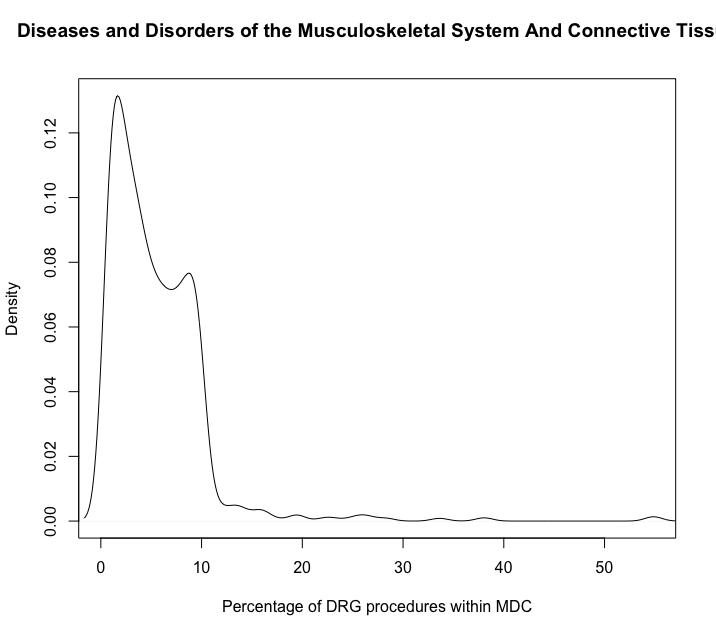 Diseases and Disorders of the Musculoskeletal System And Connective Tiss
0.12
0.10
0.08
0.06
0.04
0.02
0.00
Density
0 10 20 30 40 50
Percentage of DRG procedures within MDC